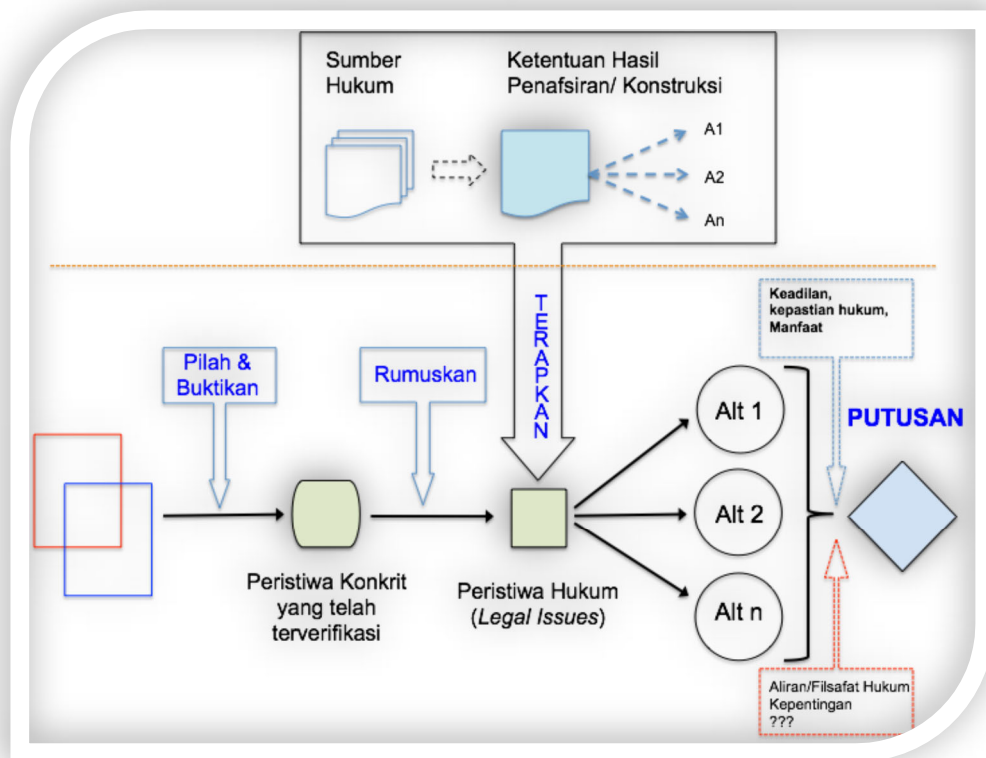 Sumber
Hukum
Ketentuan Hasil
Penafsiran/ Konstruksi
A1
A2
An
TERAPKAN
Keadilan,
kepastian hukum,
Manfaat
Pilah &
Buktikan
Rumuskan
Alt 1
PUTUSAN
Alt 2
Peristiwa Konkrit
yang telah
terverifikasi
Peristiwa Hukum
(Legal Issues)
Alt n
Aliran/Filsafat Hukum
Kepentingan
???